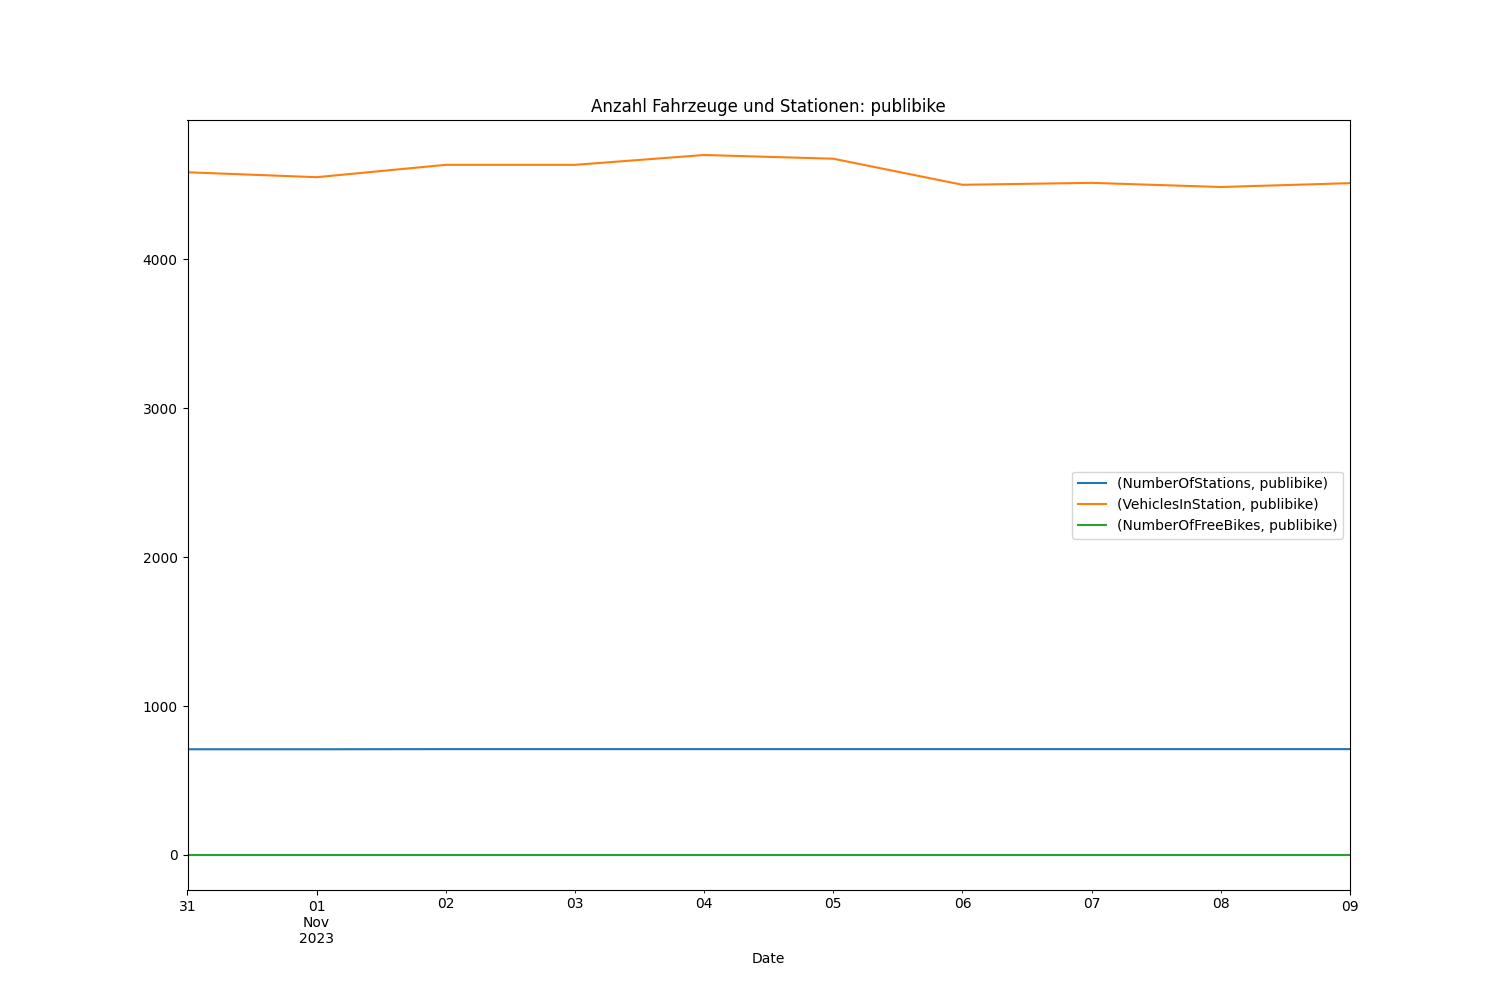 Anzahl Fahrzeuge und Stationen: publibike
4000
3000
2000
1000
0
(NumberOfStations, publibike)
(VehiclesInStation, publibike)
(NumberOfFreeBikes, publibike)
31 01 02 03 04 05 06 07 08 09
Nov
2023
Date